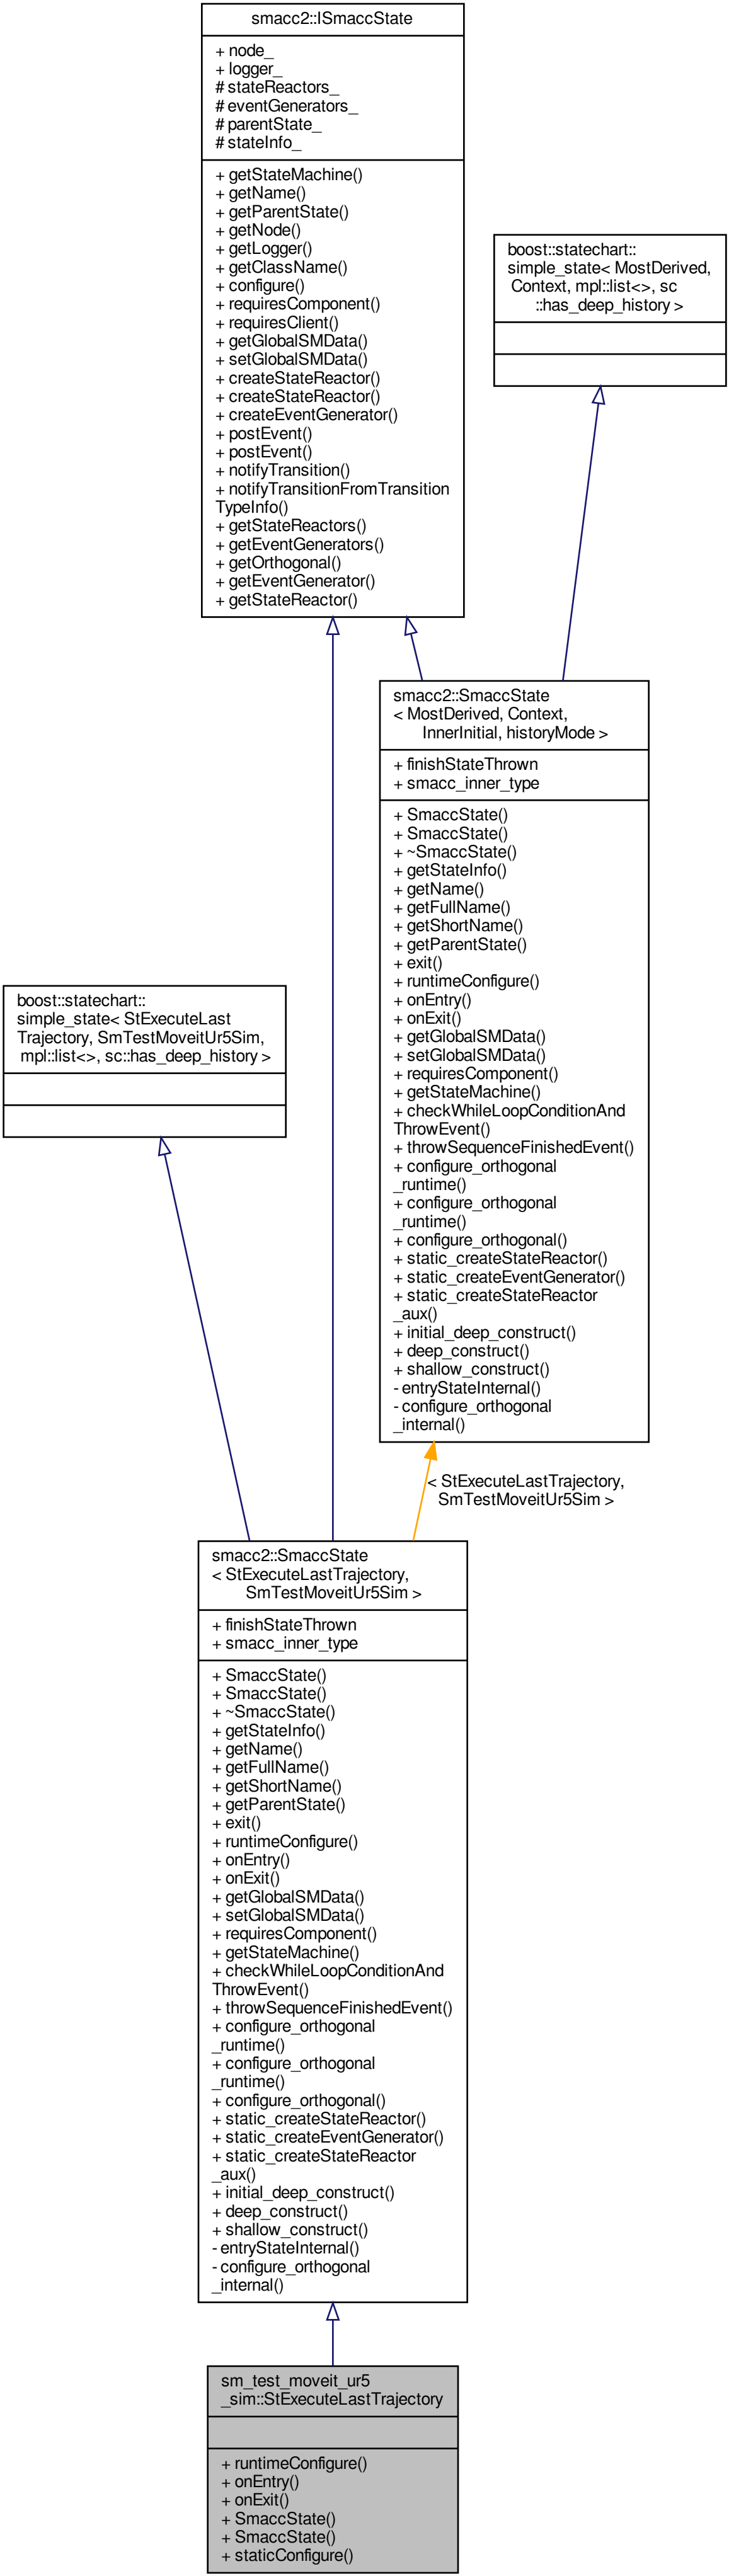 smacc2::ISmaccState
+ node_
+ logger_
# stateReactors_
# eventGenerators_
# parentState_
# stateInfo_
+ getStateMachine()
+ getName()
+ getParentState()
+ getNode()
+ getLogger()
+ getClassName()
+ configure()
+ requiresComponent()
+ requiresClient()
+ getGlobalSMData()
+ setGlobalSMData()
+ createStateReactor()
+ createStateReactor()
+ createEventGenerator()
+ postEvent()
+ postEvent()
+ notifyTransition()
+ notifyTransitionFromTransition
TypeInfo()
+ getStateReactors()
+ getEventGenerators()
+ getOrthogonal()
+ getEventGenerator()
+ getStateReactor()
boost::statechart::
simple_state< MostDerived,
Context, mpl::list<>, sc
::has_deep_history >
smacc2::SmaccState
< MostDerived, Context,
InnerInitial, historyMode >
+ finishStateThrown
+ smacc_inner_type
+ SmaccState()
+ SmaccState()
+ ~SmaccState()
+ getStateInfo()
+ getName()
+ getFullName()
+ getShortName()
+ getParentState()
+ exit()
+ runtimeConfigure()
+ onEntry()
+ onExit()
+ getGlobalSMData()
+ setGlobalSMData()
+ requiresComponent()
+ getStateMachine()
+ checkWhileLoopConditionAnd
ThrowEvent()
+ throwSequenceFinishedEvent()
+ configure_orthogonal
_runtime()
+ configure_orthogonal
_runtime()
+ configure_orthogonal()
+ static_createStateReactor()
+ static_createEventGenerator()
+ static_createStateReactor
_aux()
+ initial_deep_construct()
+ deep_construct()
+ shallow_construct()
- entryStateInternal()
- configure_orthogonal
_internal()
boost::statechart::
simple_state< StExecuteLast
Trajectory, SmTestMoveitUr5Sim,
mpl::list<>, sc::has_deep_history >
< StExecuteLastTrajectory,
SmTestMoveitUr5Sim >
smacc2::SmaccState
< StExecuteLastTrajectory,
SmTestMoveitUr5Sim >
+ finishStateThrown
+ smacc_inner_type
+ SmaccState()
+ SmaccState()
+ ~SmaccState()
+ getStateInfo()
+ getName()
+ getFullName()
+ getShortName()
+ getParentState()
+ exit()
+ runtimeConfigure()
+ onEntry()
+ onExit()
+ getGlobalSMData()
+ setGlobalSMData()
+ requiresComponent()
+ getStateMachine()
+ checkWhileLoopConditionAnd
ThrowEvent()
+ throwSequenceFinishedEvent()
+ configure_orthogonal
_runtime()
+ configure_orthogonal
_runtime()
+ configure_orthogonal()
+ static_createStateReactor()
+ static_createEventGenerator()
+ static_createStateReactor
_aux()
+ initial_deep_construct()
+ deep_construct()
+ shallow_construct()
- entryStateInternal()
- configure_orthogonal
_internal()
sm_test_moveit_ur5
_sim::StExecuteLastTrajectory
+ runtimeConfigure()
+ onEntry()
+ onExit()
+ SmaccState()
+ SmaccState()
+ staticConfigure()